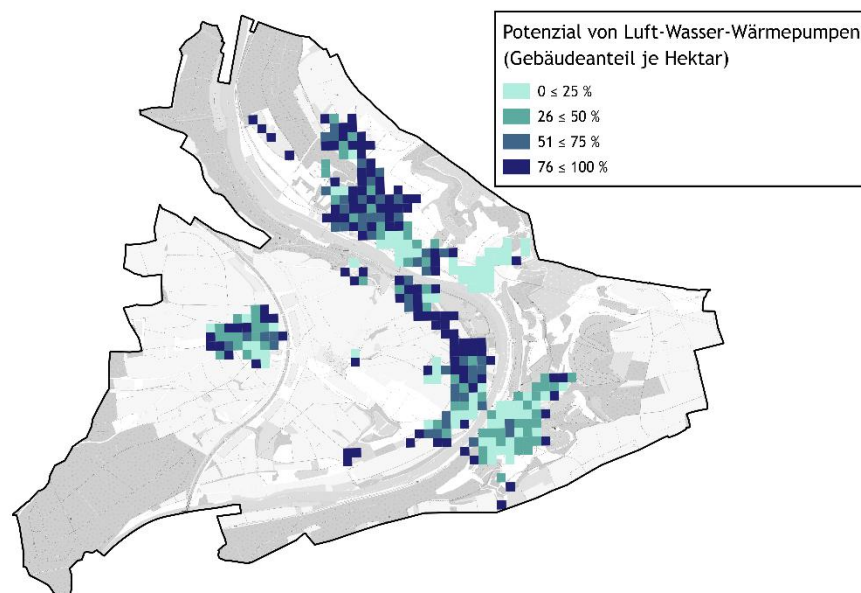 Potenzial von Luft-Wasser-Wärmepumpen
(Gebäudeanteil je Hektar)
0 ≤ 25 %
26 ≤ 50 %
51 ≤ 75 %
76 ≤ 100 %